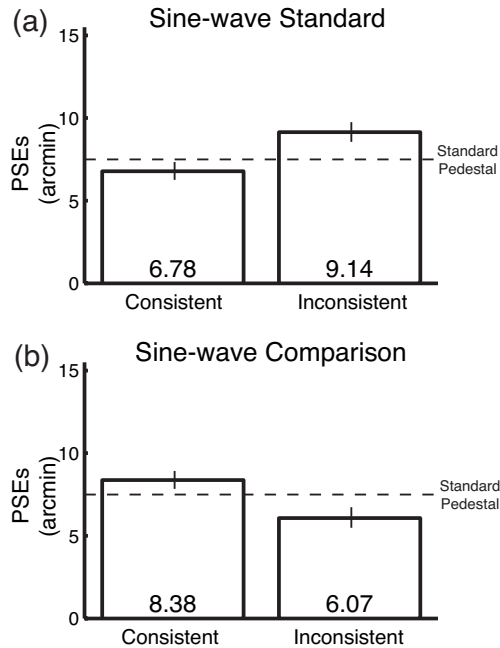 (a) Sine-wave Standard
15
10
5
0
PSEs
(arcmin)
Standard
Pedestal
6.78 9.14
Consistent Inconsistent
(b) Sine-wave Comparison
15
10
5
0
PSEs
(arcmin)
Standard
Pedestal
8.38 6.07
Consistent Inconsistent